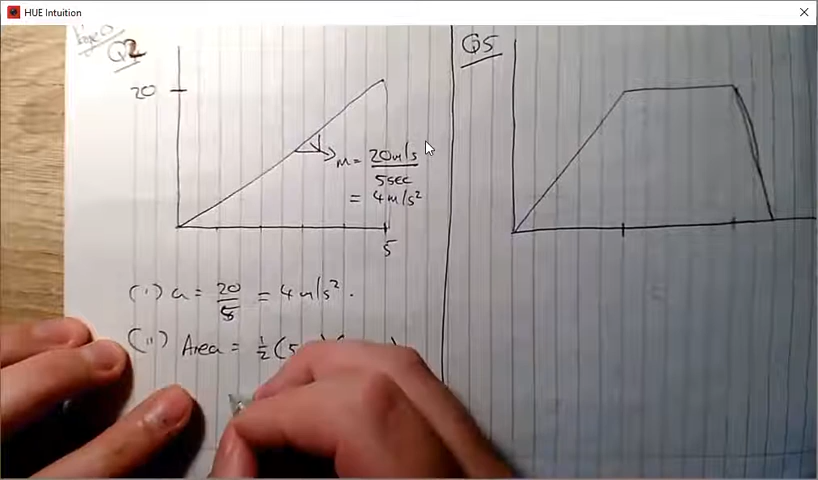 HUE Intuition
Page
Q2
20
M = 20m/s
5sec
= 4m/s²
5
(i) a = 20/5 = 4m/s².
(ii) Area = ½(5
Q5